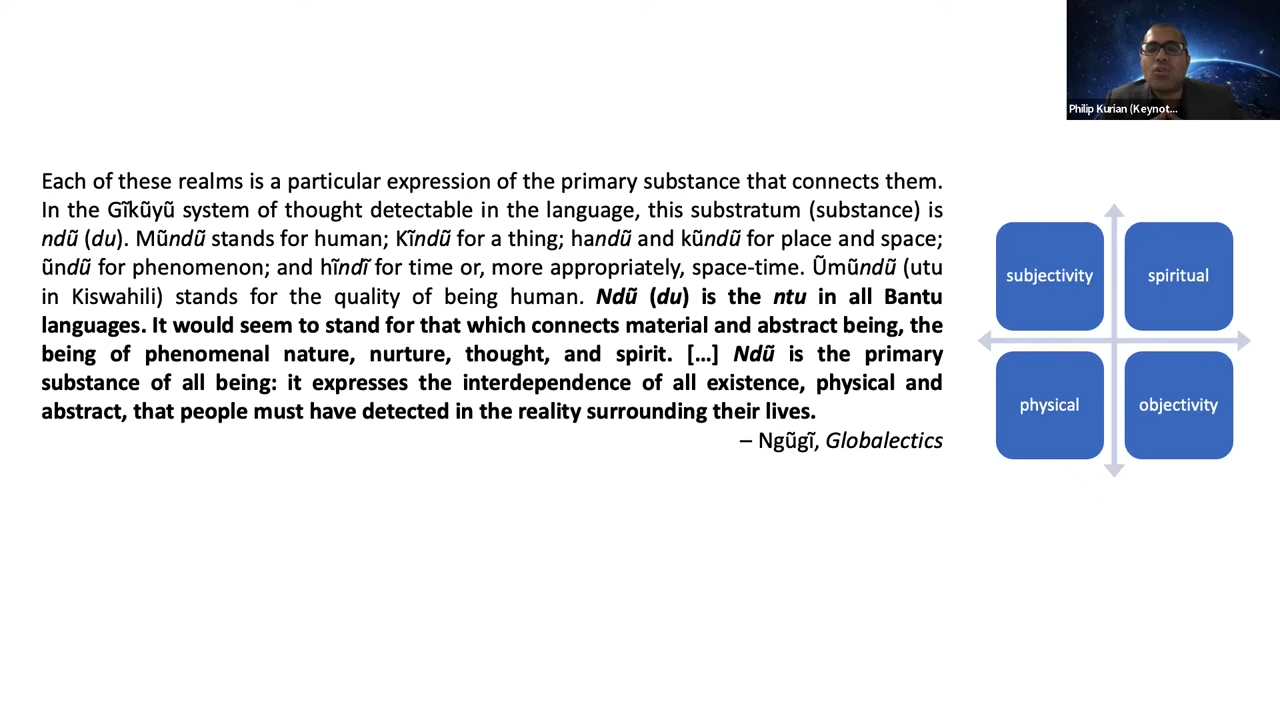 Philip Kurian (Keynot...
Each of these realms is a particular expression of the primary substance that connects them.
In the Gĩkũyũ system of thought detectable in the language, this substratum (substance) is
ndũ (du). Mũndũ stands for human; Kĩndũ for a thing; handũ and kũndũ for place and space;
ũndũ for phenomenon; and hĩndĩ for time or, more appropriately, space-time. Ũmũndũ (utu
in Kiswahili) stands for the quality of being human. Ndũ (du) is the ntu in all Bantu
languages. It would seem to stand for that which connects material and abstract being, the
being of phenomenal nature, nurture, thought, and spirit. [...] Ndũ is the primary
substance of all being: it expresses the interdependence of all existence, physical and
abstract, that people must have detected in the reality surrounding their lives.
– Ngũgĩ, Globalectics
subjectivity
spiritual
physical
objectivity